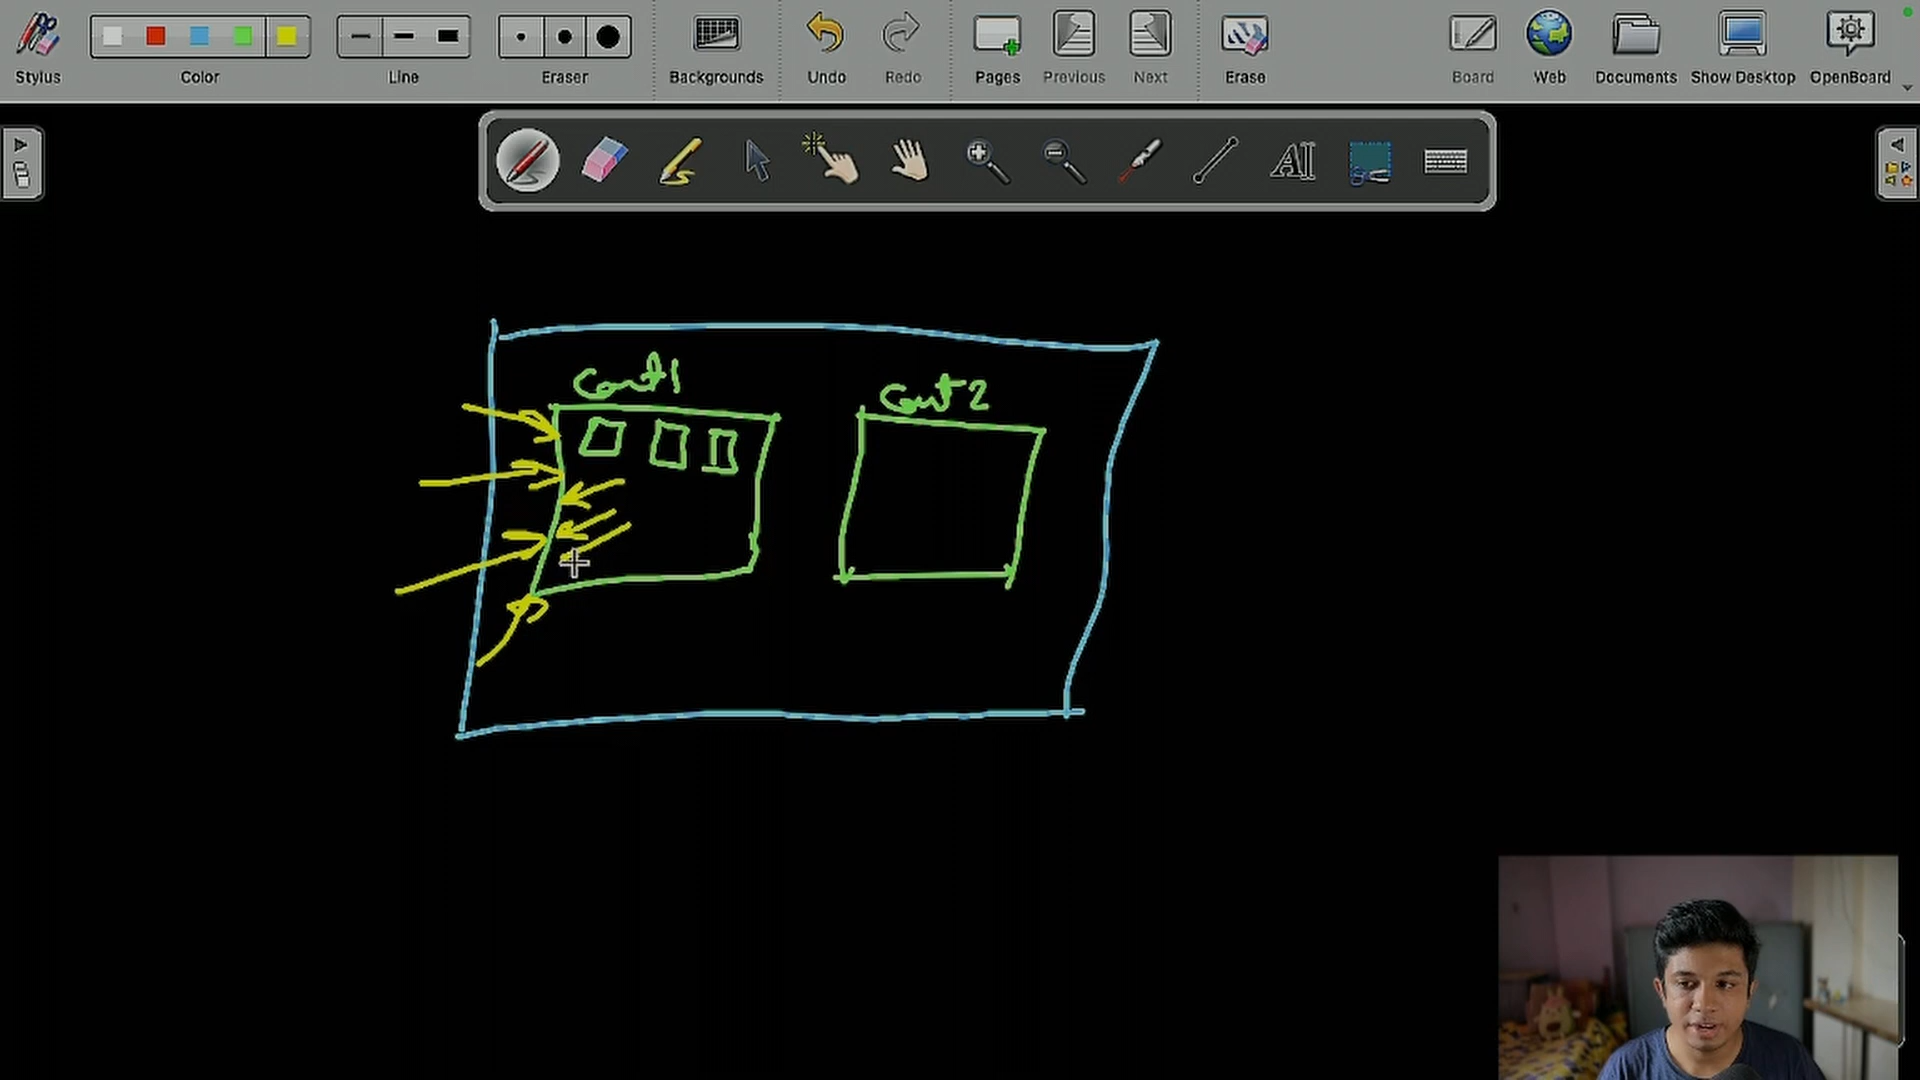 Stylus Color Line Eraser Backgrounds Undo Redo Pages Previous Next Erase Board Web Documents Show Desktop OpenBoard
AI
Cont1 Cont2